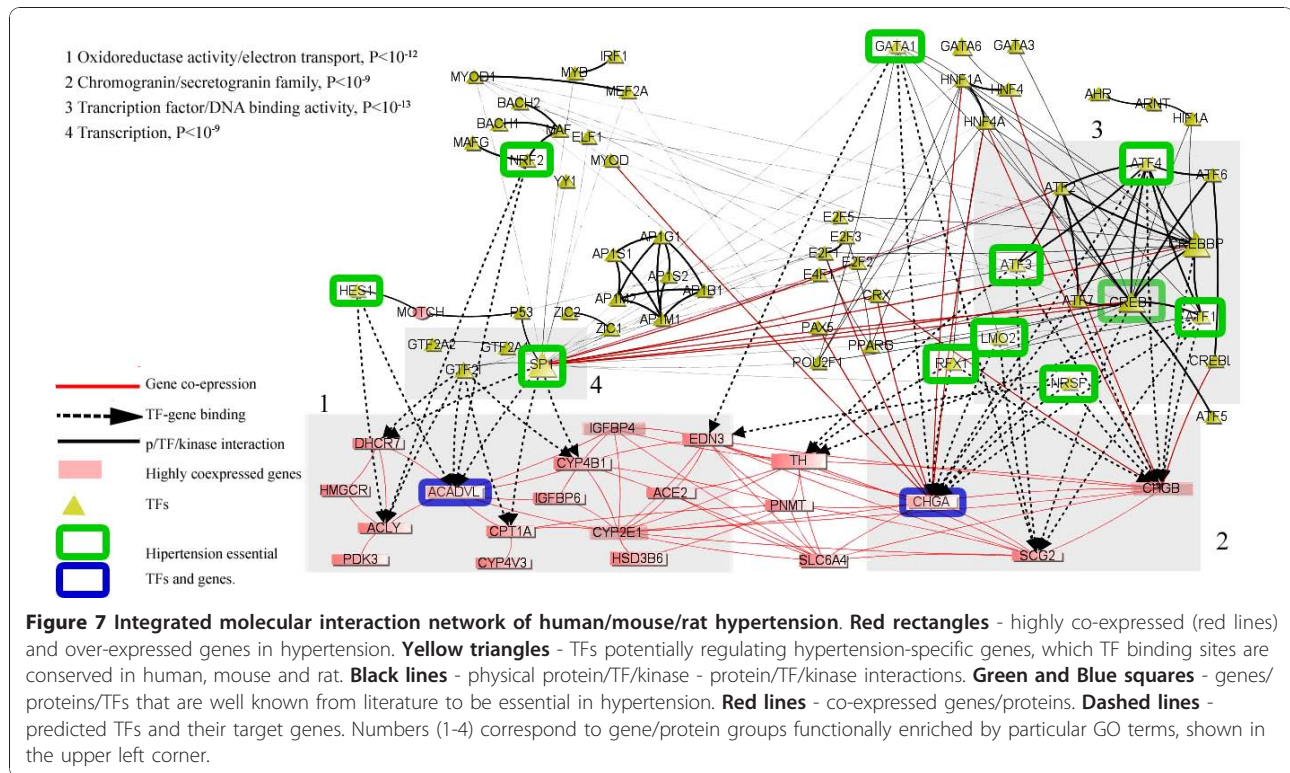 1 Oxidoreductase activity/electron transport, P<10-12
2 Chromogranin/secretogranin family, P<10-9
3 Trancription factor/DNA binding activity, P<10-13
4 Transcription, P<10-9
GATA1
GATA6
GATA3
IRF1
MYB
MYOD1
MEF2A
HNF1A
HNF4
AHR
ARNT
HIF1A
BACH2
BACH1
MAF
ELF1
HNF4A
MAFG
NRF2
MYOD
YY1
3
ATF4
ATF2
ATF6
E2F5
E2F3
E2F1
E2F2
E4F1
CREBBP
AP1G1
AP1S1
AP1S2
AP1M2
AP1B1
AP1M1
ATF3
CRX
ATF7
CREB1
ATF1
HES1
MOTCH
P53
ZIC2
ZIC1
PAX5
PPARG
POU2F1
LMO2
GTF2A2
GTF2A1
GTF2I
SP1
4
RFX1
NRSF
CREBL
ATF5
Gene co-epression
TF-gene binding
p/TF/kinase interaction
Highly coexpressed genes
TFs
Hipertension essential
TFs and genes.
1
DHCR7
IGFBP4
EDN3
CYP4B1
TH
HMGCR
ACADVL
IGFBP6
ACE2
PNMT
CHGA
CHGB
ACLY
CPT1A
CYP2E1
PDK3
CYP4V3
HSD3B6
SLC6A4
SCG2
2
Figure 7 Integrated molecular interaction network of human/mouse/rat hypertension. Red rectangles - highly co-expressed (red lines)
and over-expressed genes in hypertension. Yellow triangles - TFs potentially regulating hypertension-specific genes, which TF binding sites are
conserved in human, mouse and rat. Black lines - physical protein/TF/kinase - protein/TF/kinase interactions. Green and Blue squares - genes/
proteins/TFs that are well known from literature to be essential in hypertension. Red lines - co-expressed genes/proteins. Dashed lines -
predicted TFs and their target genes. Numbers (1-4) correspond to gene/protein groups functionally enriched by particular GO terms, shown in
the upper left corner.